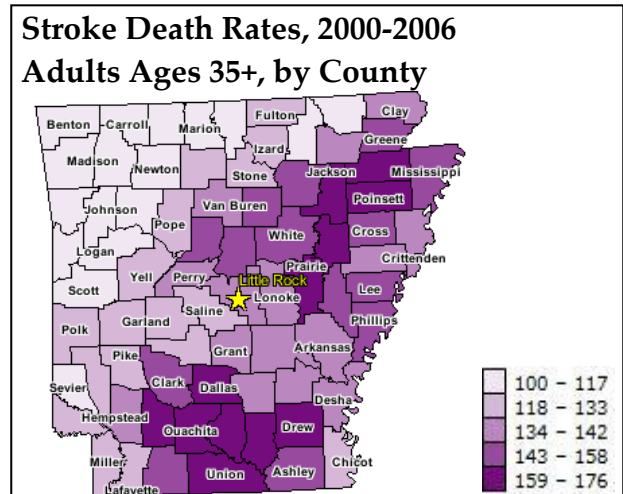 Stroke Death Rates, 2000-2006
Adults Ages 35+, by County
Benton
Carroll
Marion
Fulton
Clay
Greene
Izard
Madison
Newton
Stone
Jackson
Mississippi
Poinsett
Johnson
Van Buren
Pope
White
Cross
Logan
Crittenden
Yell
Perry
Prairie
Little Rock
Scott
Lonoke
Lee
Saline
Garland
Phillips
Polk
Grant
Arkansas
Pike
Clark
Dallas
Sevier
Desha
Hempstead
Ouachita
Drew
Miller
Union
Ashley
Chicot
Lafayette
100 – 117
118 – 133
134 – 142
143 – 158
159 – 176